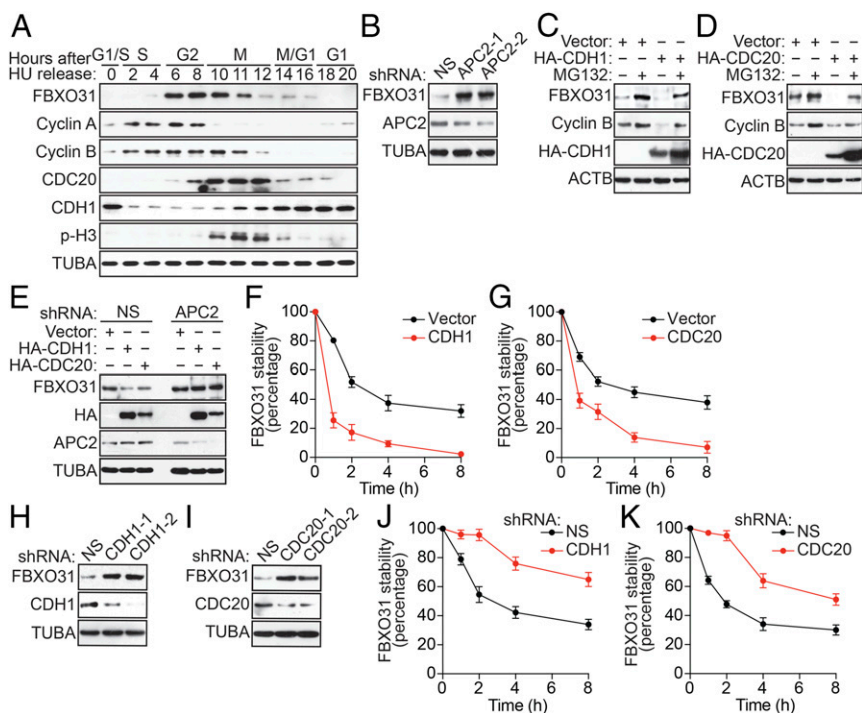 A
Hours after G1/S S G2 M M/G1 G1
HU release: 0 2 4 6 8 10 11 12 14 16 18 20
FBXO31
Cyclin A
Cyclin B
CDC20
CDH1
p-H3
TUBA
B
shRNA: NS APC2-1 APC2-2
FBXO31
APC2
TUBA
C
Vector: + + − −
HA-CDH1: − − + +
MG132: − + − +
FBXO31
Cyclin B
HA-CDH1
ACTB
D
Vector: + + − −
HA-CDC20: − − + +
MG132: − + − +
FBXO31
Cyclin B
HA-CDC20
ACTB
E
shRNA: NS APC2
Vector: + − − + − −
HA-CDH1: − + − − + −
HA-CDC20: − − + − − +
FBXO31
HA
APC2
TUBA
F
FBXO31 stability
(percentage)
100
80
60
40
20
0
Vector
CDH1
0 2 4 6 8
Time (h)
G
FBXO31 stability
(percentage)
100
80
60
40
20
0
Vector
CDC20
0 2 4 6 8
Time (h)
H
shRNA: NS CDH1-1 CDH1-2
FBXO31
CDH1
TUBA
I
shRNA: NS CDC20-1 CDC20-2
FBXO31
CDC20
TUBA
J
FBXO31 stability
(percentage)
100
80
60
40
20
0
shRNA:
NS
CDH1
0 2 4 6 8
Time (h)
K
FBXO31 stability
(percentage)
100
80
60
40
20
0
shRNA:
NS
CDC20
0 2 4 6 8
Time (h)